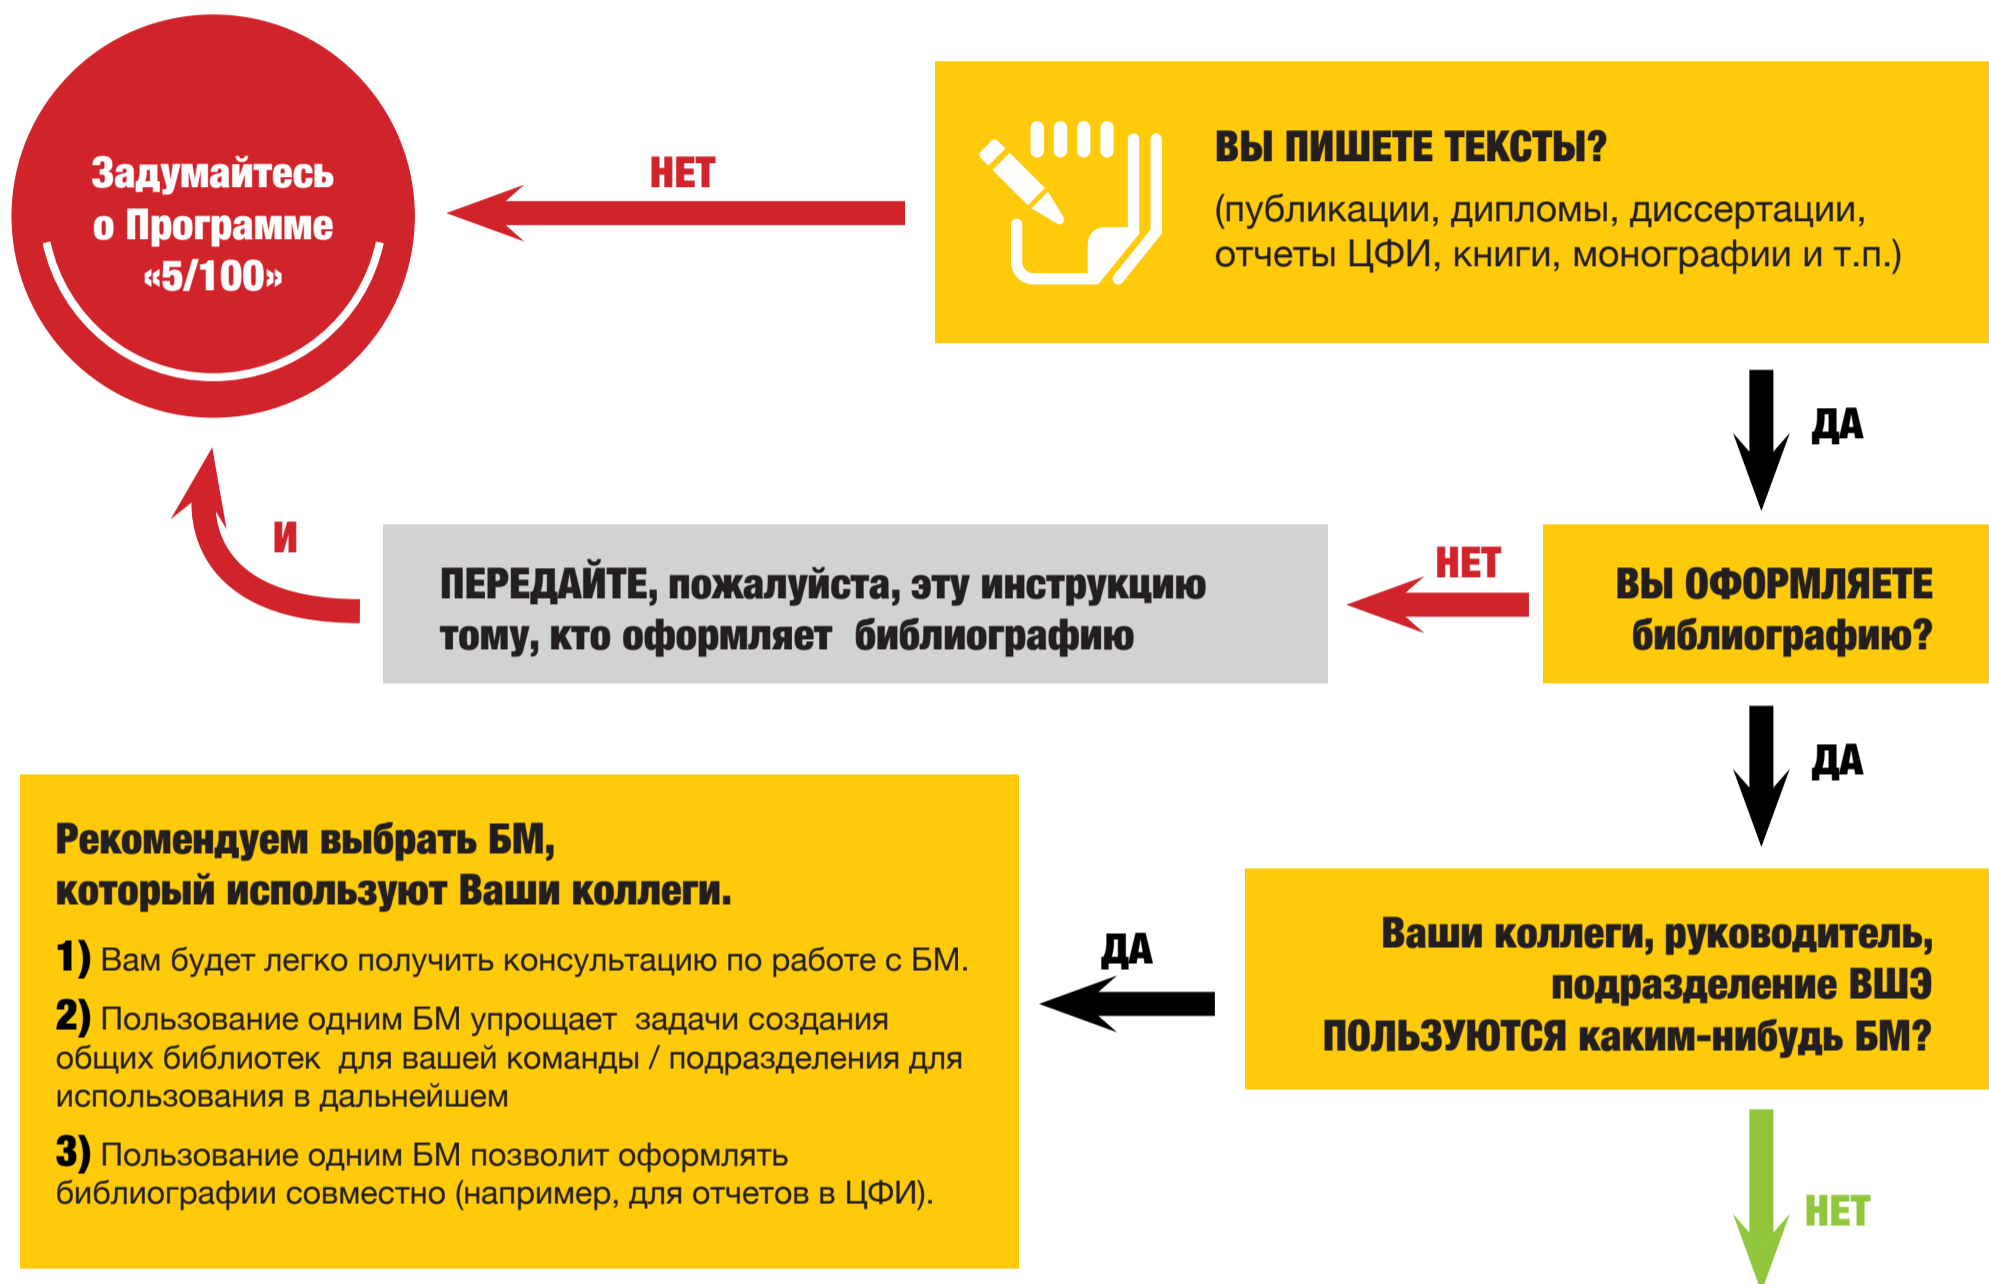 Задумайтесь
о Программе
«5/100»
НЕТ
ВЫ ПИШЕТЕ ТЕКСТЫ?
(публикации, дипломы, диссертации,
отчеты ЦФИ, книги, монографии и т.п.)
ДА
И
ПЕРЕДАЙТЕ, пожалуйста, эту инструкцию
тому, кто оформляет библиографию
НЕТ
ВЫ ОФОРМЛЯЕТЕ
библиографию?
ДА
Рекомендуем выбрать БМ,
который используют Ваши коллеги.
1) Вам будет легко получить консультацию по работе с БМ.
2) Пользование одним БМ упрощает задачи создания
общих библиотек для вашей команды / подразделения для
использования в дальнейшем
3) Пользование одним БМ позволит оформлять
библиографии совместно (например, для отчетов в ЦФИ).
ДА
Ваши коллеги, руководитель,
подразделение ВШЭ
ПОЛЬЗУЮТСЯ каким-нибудь БМ?
НЕТ